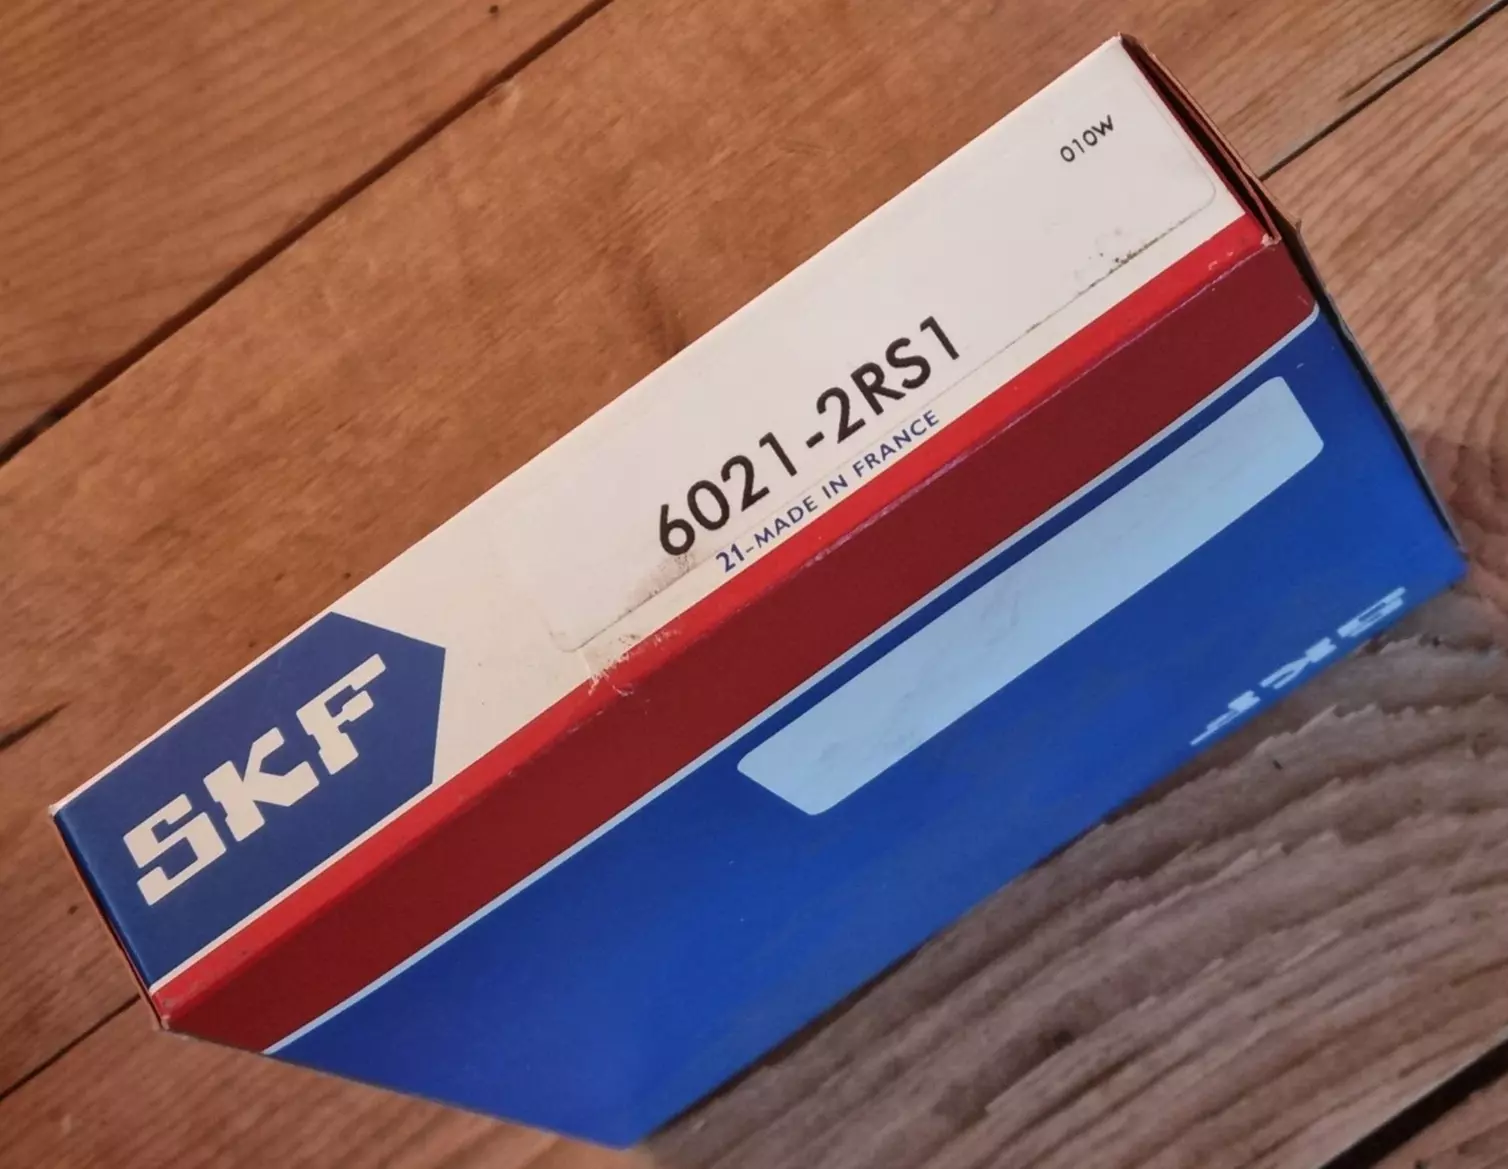 010W
6021-2RS1
21-MADE IN FRANCE
SKF
SKF